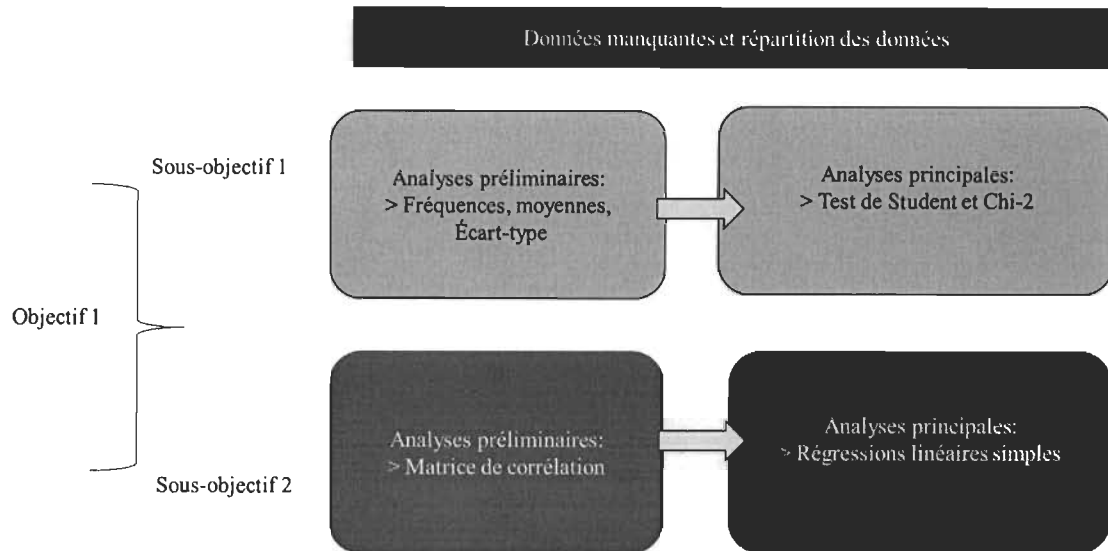 Données manquantes et répartition des données
Sous-objectif 1
Analyses préliminaires:
> Fréquences, moyennes,
Écart-type
Analyses principales:
> Test de Student et Chi-2
Objectif 1
Analyses préliminaires:
> Matrice de corrélation
Analyses principales:
> Régressions linéaires simples
Sous-objectif 2